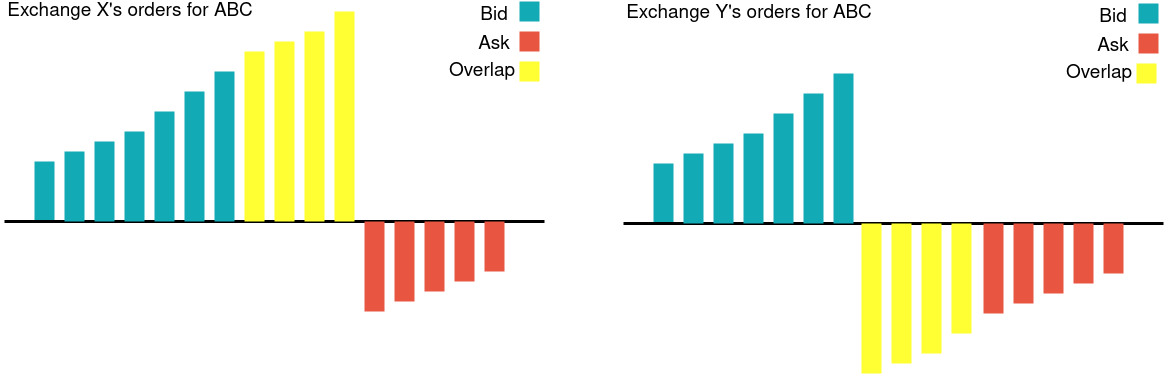 Exchange X's orders for ABC
Bid
Ask
Overlap
Exchange Y's orders for ABC
Bid
Ask
Overlap